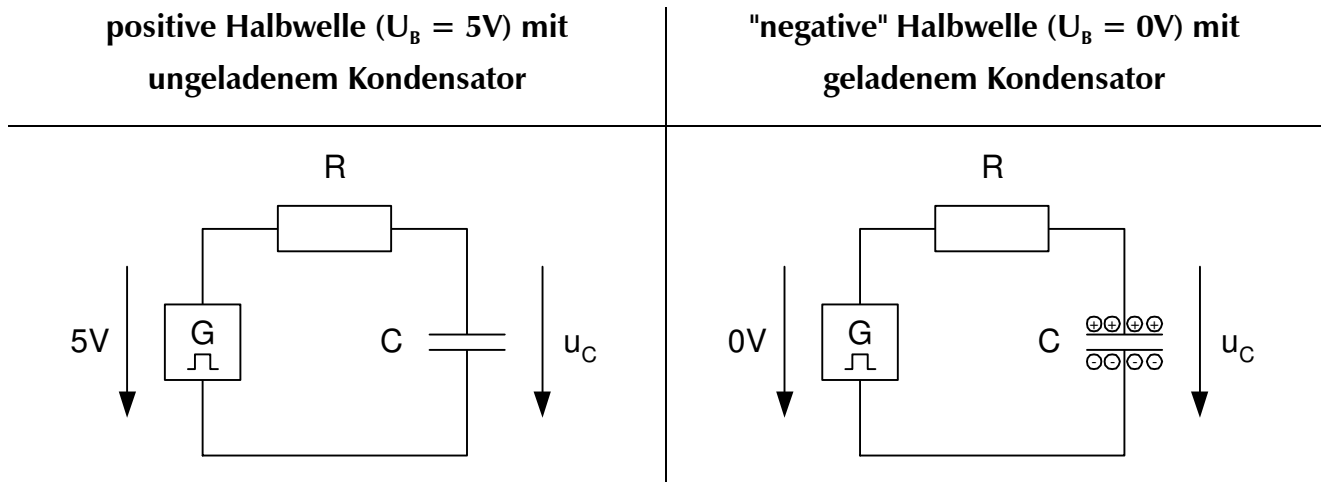 positive Halbwelle (U_B = 5V) mit
ungeladenem Kondensator
"negative" Halbwelle (U_B = 0V) mit
geladenem Kondensator
R
5V
G
C
u_C
R
0V
G
C
+ + + +
- - - -
u_C